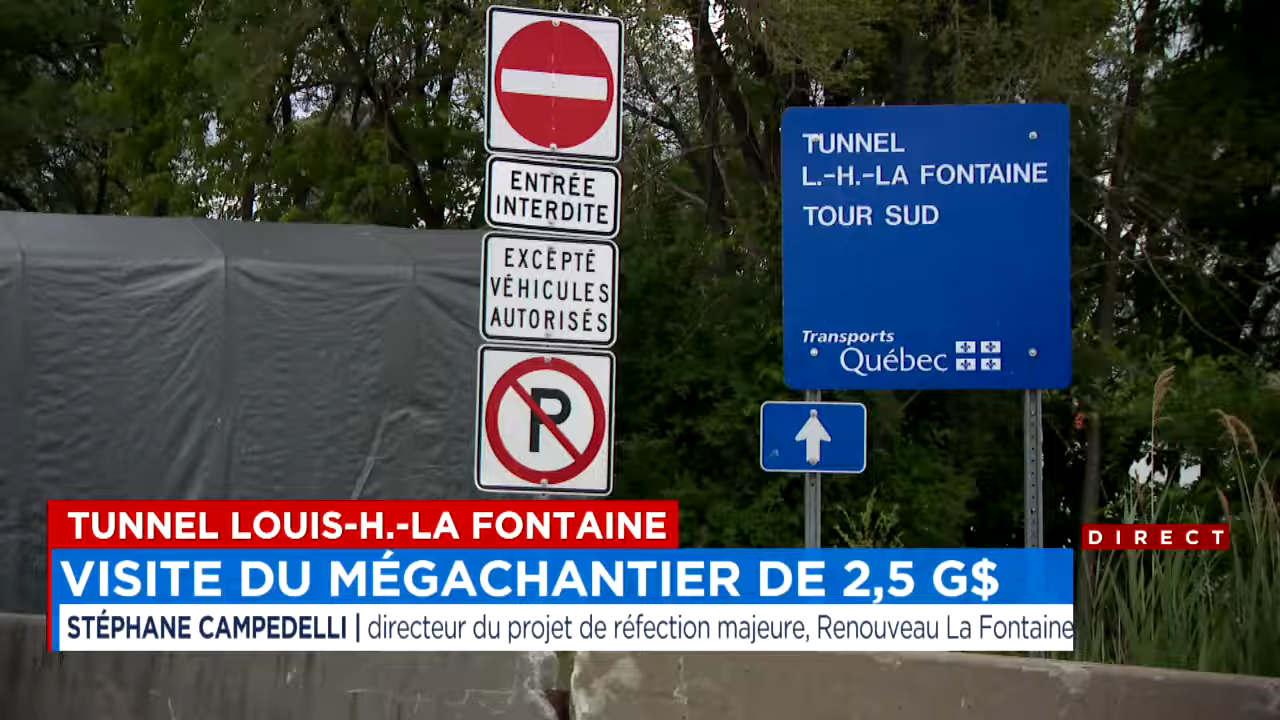 ENTRÉE
INTERDITE
EXCEPTÉ
VÉHICULES
AUTORISÉS
P
TUNNEL
L.-H.-LA FONTAINE
TOUR SUD
Transports
Québec
TUNNEL LOUIS-H.-LA FONTAINE
DIRECT
VISITE DU MÉGACHANTIER DE 2,5 G$
STÉPHANE CAMPEDELLI | directeur du projet de réfection majeure, Renouveau La Fontaine